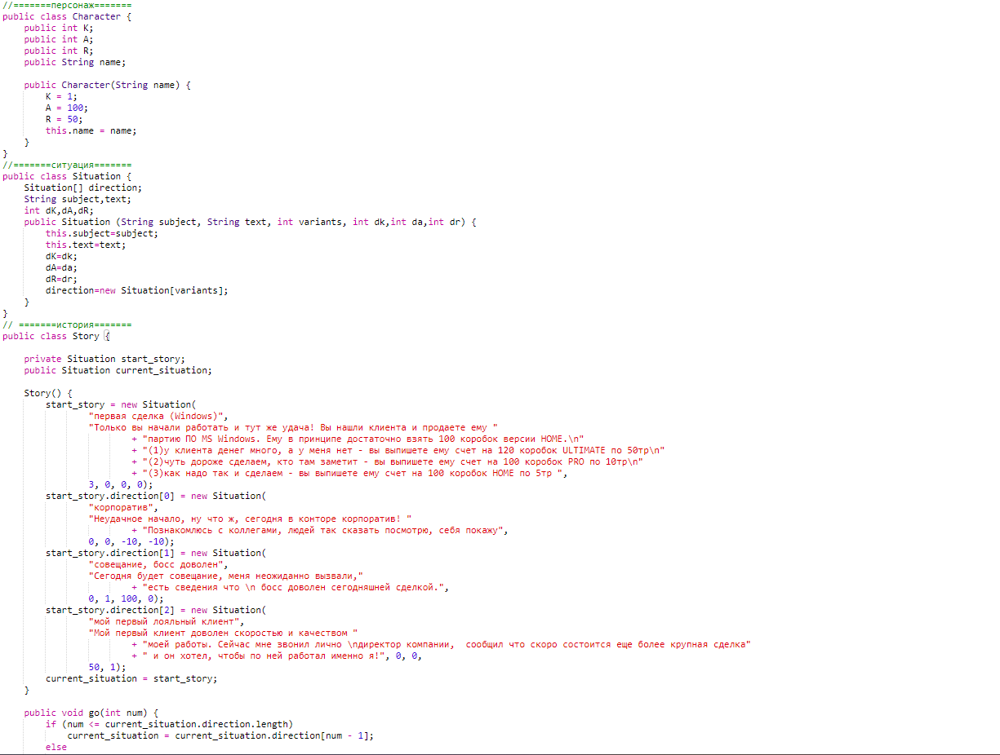 //=======персонаж=======
public class Character {
    public int K;
    public int A;
    public int R;
    public String name;

    public Character(String name) {
        K = 1;
        A = 100;
        R = 50;
        this.name = name;
    }
}
//=======ситуация=======
public class Situation {
    Situation[] direction;
    String subject,text;
    int dK,dA,dR;
    public Situation (String subject, String text, int variants, int dk,int da,int dr) {
        this.subject=subject;
        this.text=text;
        dK=dk;
        dA=da;
        dR=dr;
        direction=new Situation[variants];
    }
}
// =======история=======
public class Story {

    private Situation start_story;
    public Situation current_situation;

    Story() {
        start_story = new Situation(
                "первая сделка (Windows)",
                "Только вы начали работать и тут же удача! Вы нашли клиента и продаете ему "
                        + "партию ПО MS Windows. Ему в принципе достаточно взять 100 коробок версии HOME.\n"
                        + "(1)у клиента денег много, а у меня нет - вы выпишете ему счет на 120 коробок ULTIMATE по 50тр\n"
                        + "(2)чуть дороже сделаем, кто там заметит - вы выпишете ему счет на 100 коробок PRO по 10тр\n"
                        + "(3)как надо так и сделаем - вы выпишете ему счет на 100 коробок HOME по 5тр ",
                3, 0, 0, 0);
        start_story.direction[0] = new Situation(
                "корпоратив",
                "Неудачное начало, ну что ж, сегодня в конторе корпоратив! "
                        + "Познакомлюсь с коллегами, людей так сказать посмотрю, себя покажу",
                0, 0, -10, -10);
        start_story.direction[1] = new Situation(
                "совещание, босс доволен",
                "Сегодня будет совещание, меня неожиданно вызвали,"
                        + "есть сведения что \n босс доволен сегодняшней сделкой.",
                0, 1, 100, 0);
        start_story.direction[2] = new Situation(
                "мой первый лояльный клиент",
                "Мой первый клиент доволен скоростью и качеством "
                        + "моей работы. Сейчас мне звонил лично \nдиректор компании,  сообщил что скоро состоится еще более крупная сделка"
                        + " и он хотел, чтобы по ней работал именно я!", 0, 0,
                50, 1);
        current_situation = start_story;
    }

    public void go(int num) {
        if (num <= current_situation.direction.length)
            current_situation = current_situation.direction[num - 1];
        else